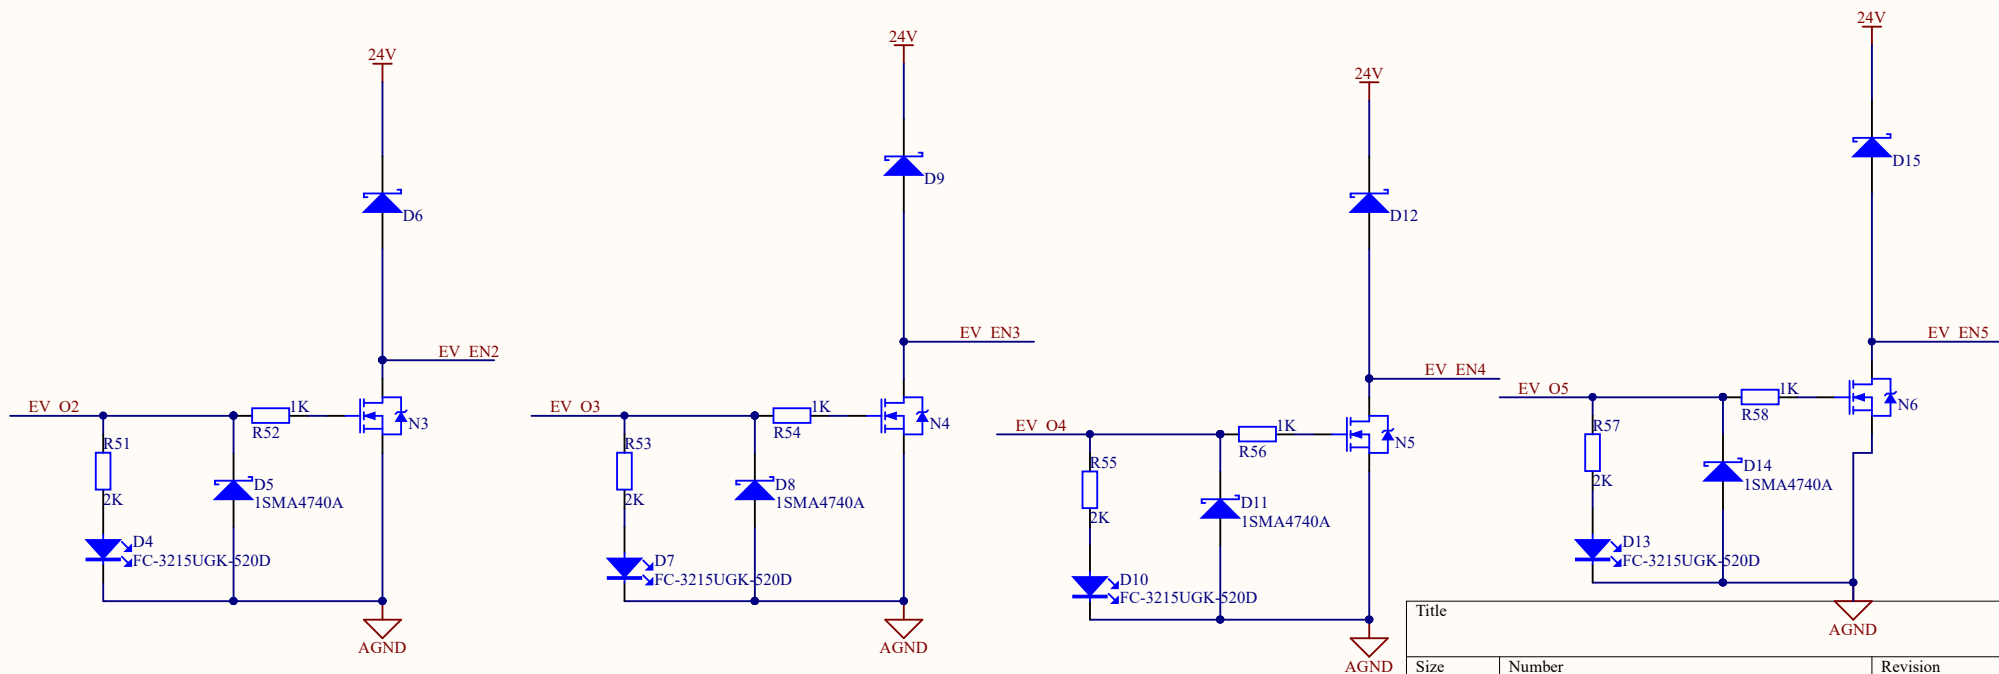 24V
D6
EV_EN2
EV_O2
1K
R52
N3
R51
2K
D5
1SMA4740A
D4
FC-3215UGK-520D
AGND
24V
D9
EV_EN3
EV_O3
1K
R54
N4
R53
2K
D8
1SMA4740A
D7
FC-3215UGK-520D
AGND
24V
D12
EV_EN4
EV_O4
1K
R56
N5
R55
2K
D11
1SMA4740A
D10
FC-3215UGK-520D
AGND
24V
D15
EV_EN5
EV_O5
1K
R58
N6
R57
2K
D14
1SMA4740A
D13
FC-3215UGK-520D
AGND
Title
Size
Number
Revision